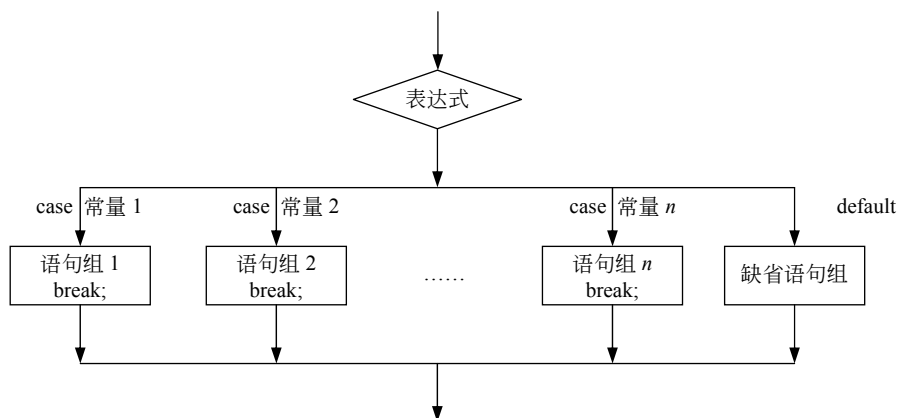 表达式
case 常量 1
case 常量 2
case 常量 n
default
语句组 1
break;
语句组 2
break;
……
语句组 n
break;
缺省语句组